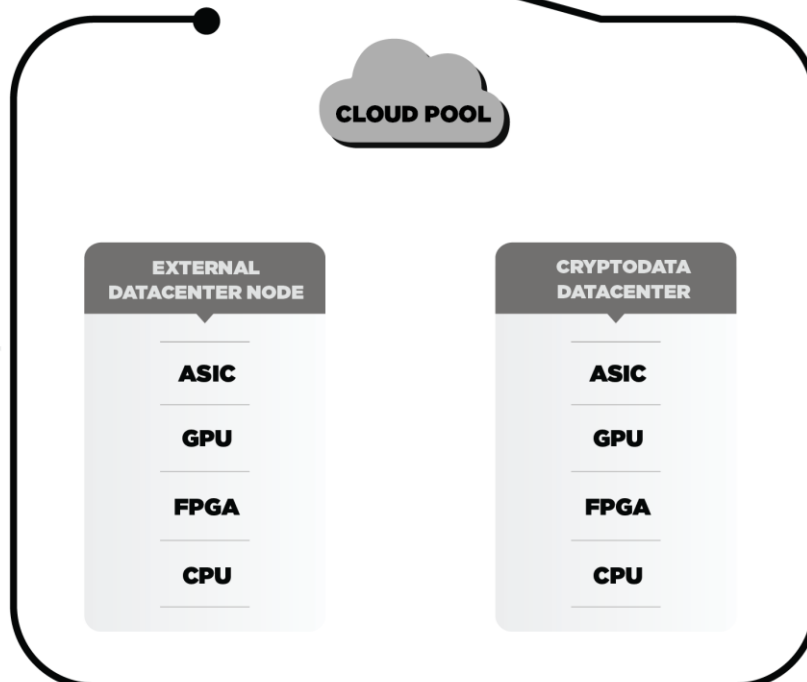 CLOUD POOL
EXTERNAL
DATACENTER NODE
ASIC
GPU
FPGA
CPU
CRYPTODATA
DATACENTER
ASIC
GPU
FPGA
CPU